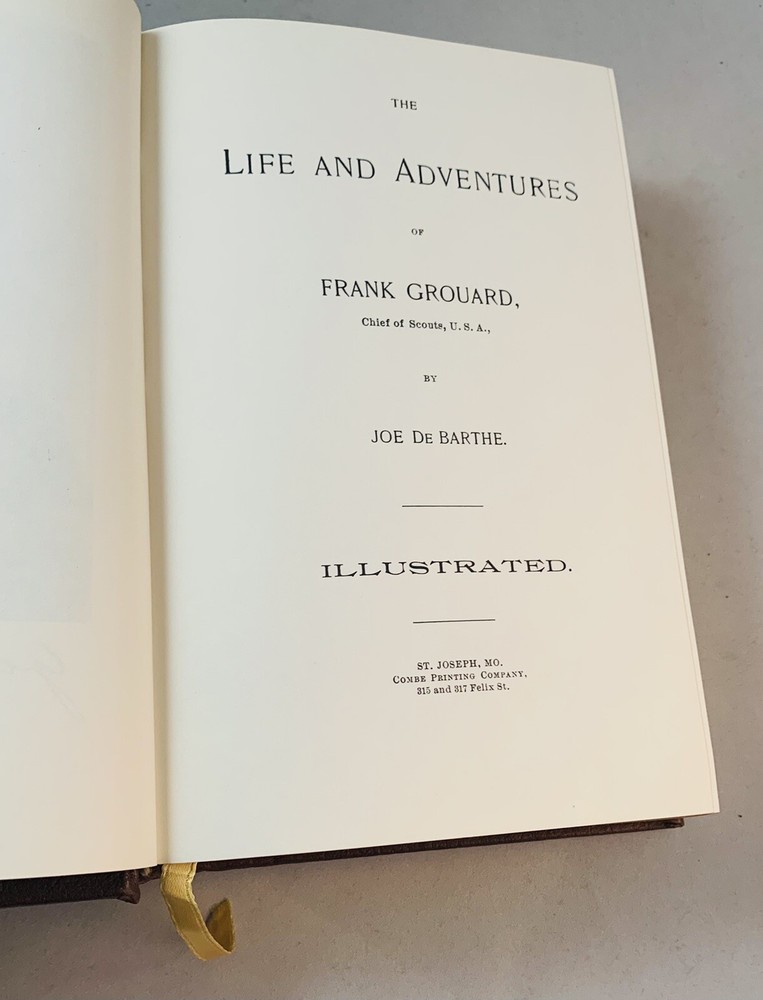 THE
LIFE AND ADVENTURES
OF
FRANK GROUARD,
Chief of Scouts, U. S. A.,
BY
JOE DE BARTHE.
ILLUSTRATED.
ST. JOSEPH, MO.
COMBE PRINTING COMPANY,
315 and 317 Felix St.